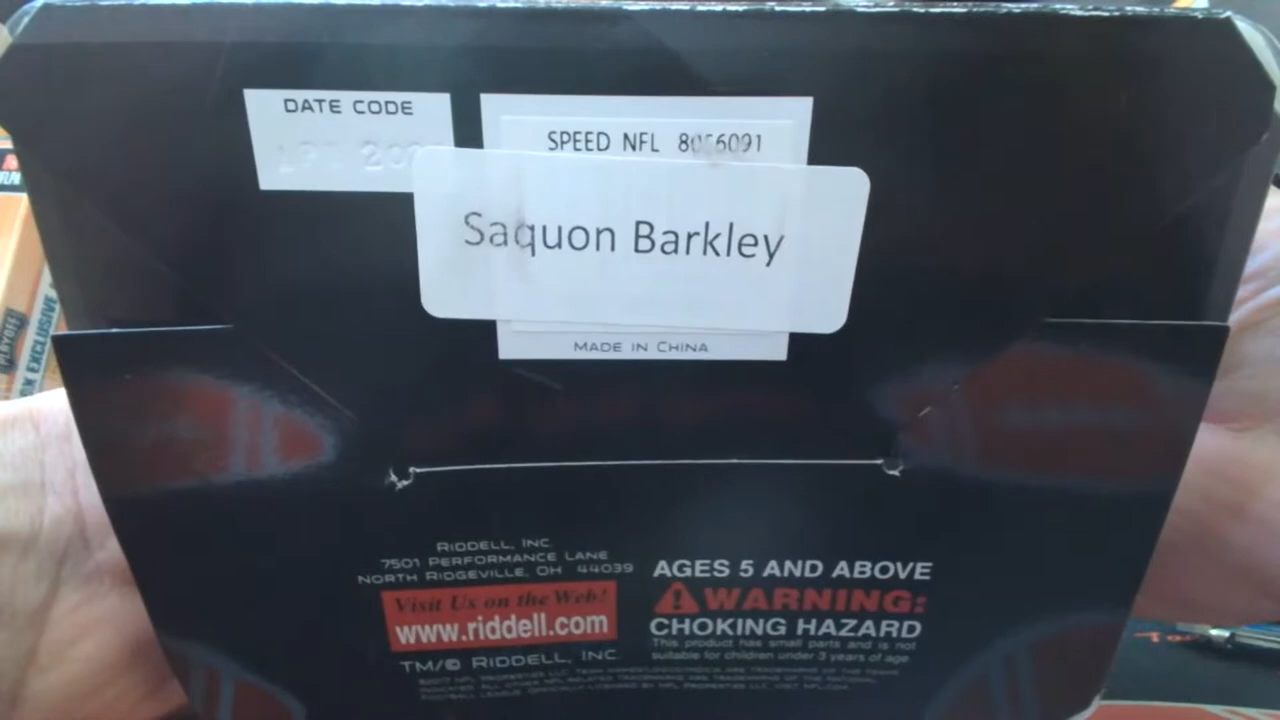 DATE CODE
SPEED NFL
Saquon Barkley
MADE IN CHINA
RIDDELL, INC.
7501 PERFORMANCE LANE
NORTH RIDGEVILLE, OH 44039
Visit Us on the Web!
www.riddell.com
TM/© RIDDELL, INC.
AGES 5 AND ABOVE
WARNING:
CHOKING HAZARD
This product has small parts and is not
suitable for children under 3 years of age